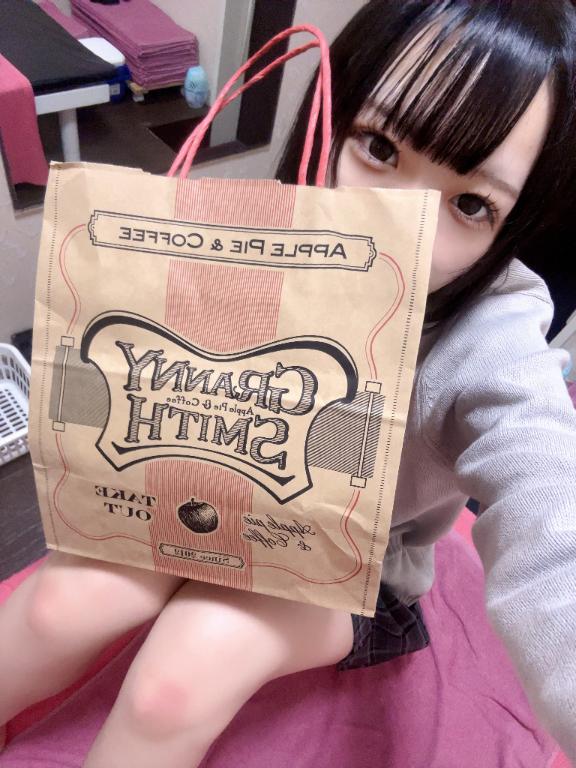 APPLE PIE & COFFEE
GRANNY
Apple Pie & Coffee
SMITH
TAKE
OUT
Apple pie
& Coffee
Since 2012